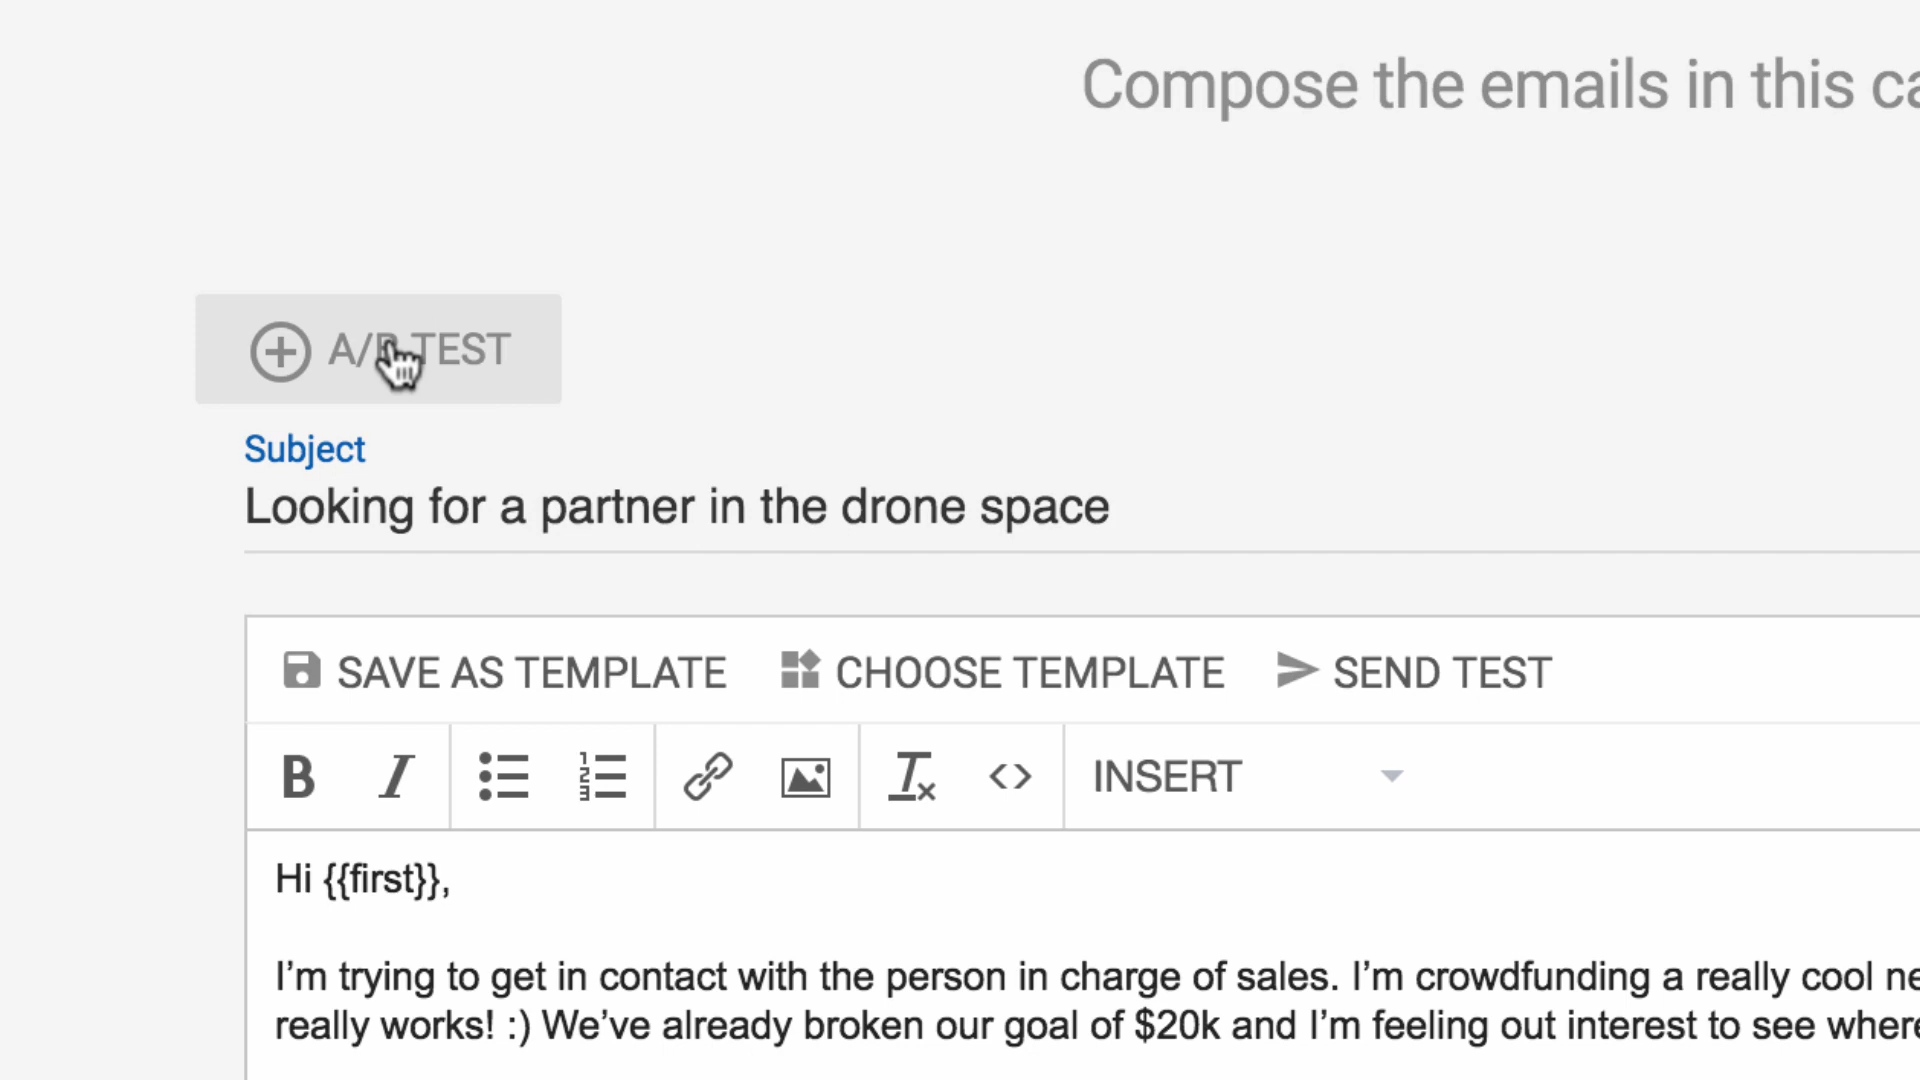 Compose the emails in this
A/B TEST
Subject
Looking for a partner in the drone space
SAVE AS TEMPLATE CHOOSE TEMPLATE SEND TEST
B I INSERT
Hi {{first}},
I'm trying to get in contact with the person in charge of sales. I'm crowdfunding a really cool
really works! :) We've already broken our goal of $20k and I'm feeling out interest to see where